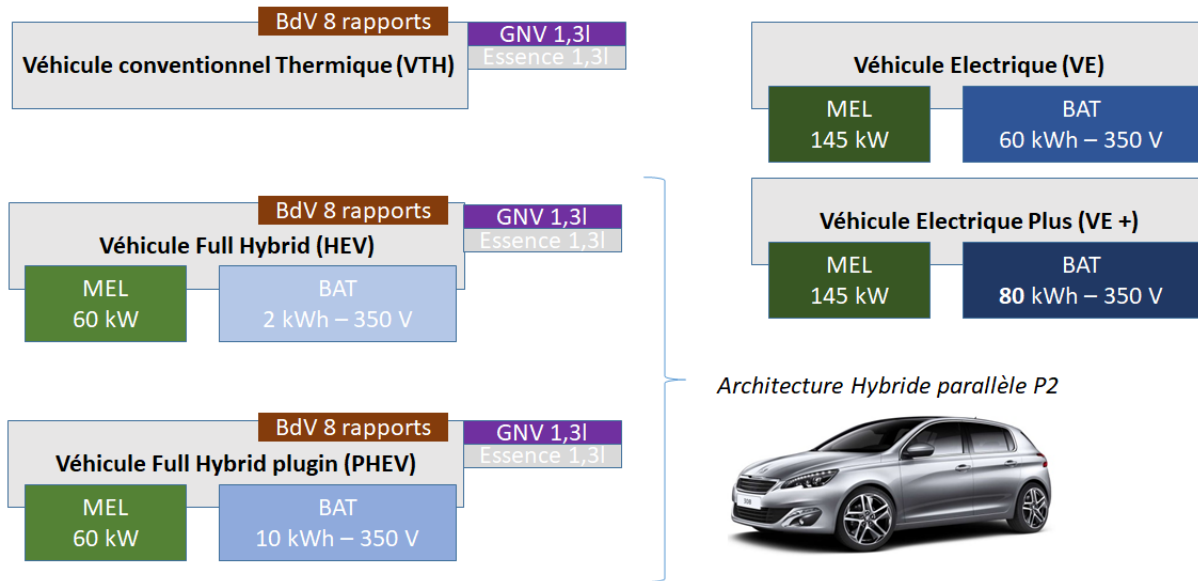 BdV 8 rapports
GNV 1,3l
Essence 1,3l
Véhicule conventionnel Thermique (VTH)
Véhicule Electrique (VE)
MEL
145 kW
BAT
60 kWh – 350 V
BdV 8 rapports
GNV 1,3l
Essence 1,3l
Véhicule Full Hybrid (HEV)
MEL
60 kW
BAT
2 kWh – 350 V
Véhicule Electrique Plus (VE +)
MEL
145 kW
BAT
80 kWh – 350 V
Architecture Hybride parallèle P2
BdV 8 rapports
GNV 1,3l
Essence 1,3l
Véhicule Full Hybrid plugin (PHEV)
MEL
60 kW
BAT
10 kWh – 350 V